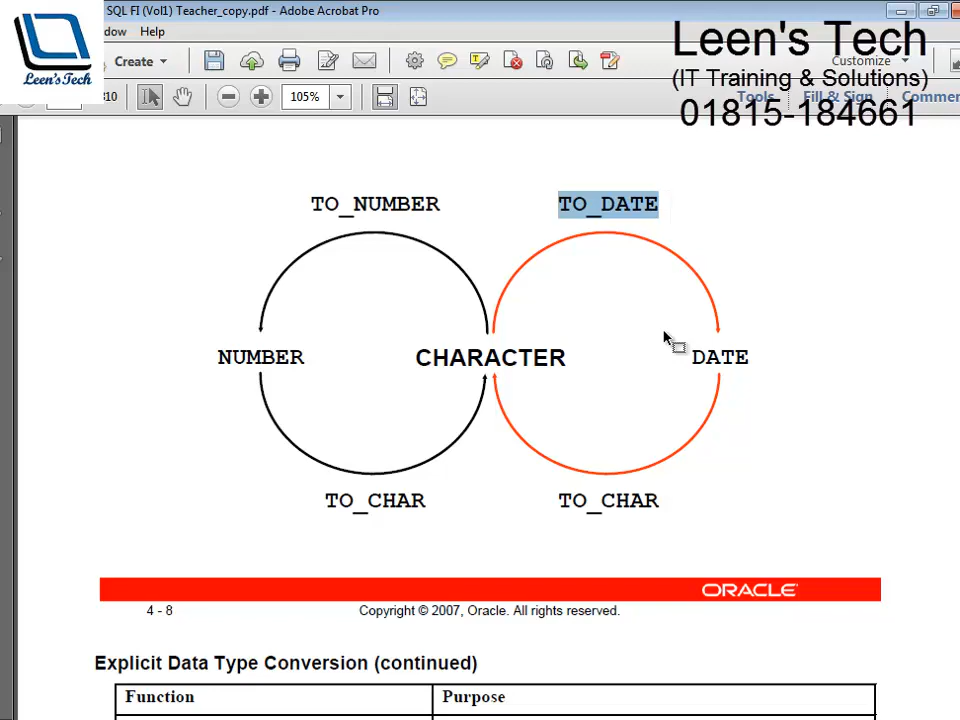 SQL FI (Vol1) Teacher_copy.pdf - Adobe Acrobat Pro
Leen's Tech
dow Help
Leen's Tech
(IT Training & Solutions)
01815-184661
Create
Customize
10
105%
Tools
Fill & Sign
Commen
TO_NUMBER TO_DATE
NUMBER CHARACTER DATE
TO_CHAR TO_CHAR
ORACLE
4 - 8 Copyright © 2007, Oracle. All rights reserved.
Explicit Data Type Conversion (continued)
Function Purpose